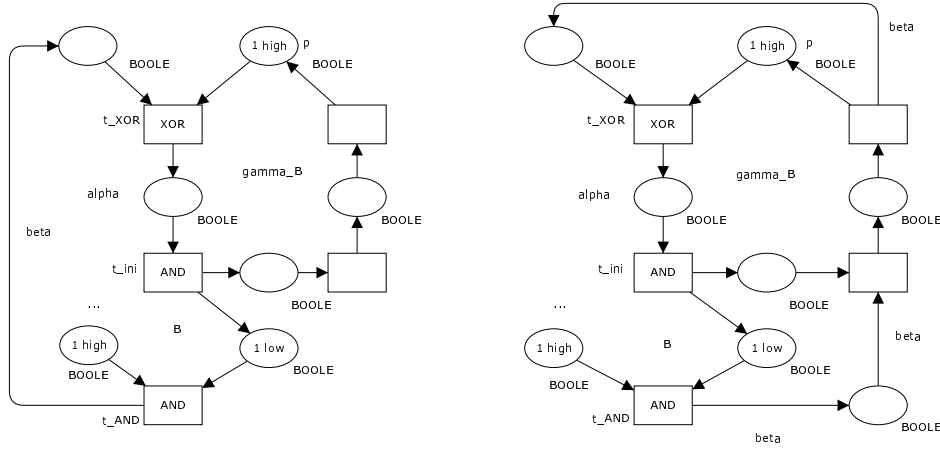 1 high p
BOOLE
BOOLE
XOR
t_XOR
gamma_B
alpha
BOOLE
BOOLE
beta
AND
t_ini
BOOLE
...
B
1 high
1 low
BOOLE
BOOLE
AND
t_AND
beta
1 high p
BOOLE
BOOLE
XOR
t_XOR
gamma_B
alpha
BOOLE
BOOLE
AND
t_ini
BOOLE
...
beta
B
1 high
1 low
BOOLE
BOOLE
AND
t_AND
BOOLE
beta